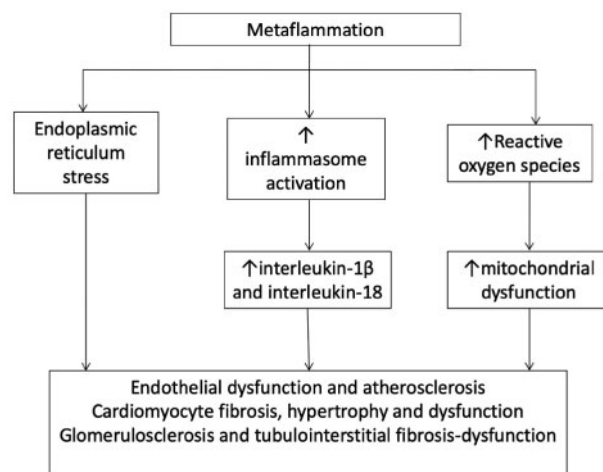 Metaflammation
Endoplasmic
reticulum
stress
↑
inflammasome
activation
↑Reactive
oxygen species
↑interleukin-1β
and interleukin-18
↑mitochondrial
dysfunction
Endothelial dysfunction and atherosclerosis
Cardiomyocyte fibrosis, hypertrophy and dysfunction
Glomerulosclerosis and tubulointerstitial fibrosis-dysfunction